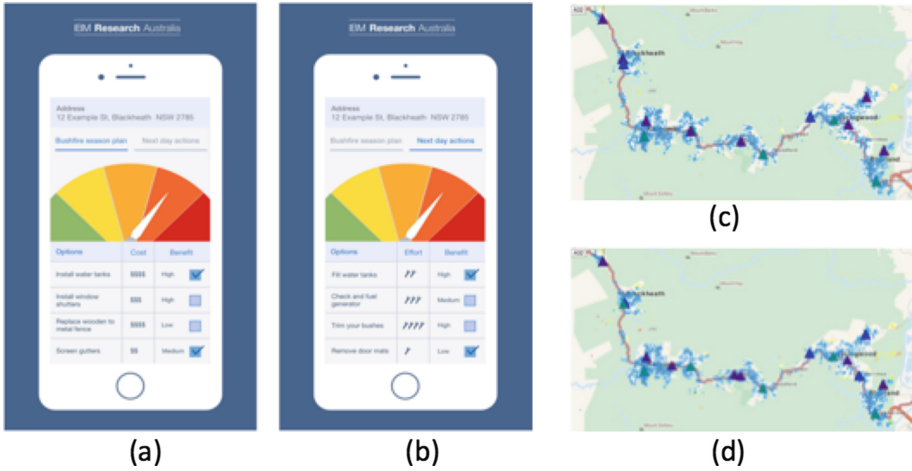 IBM Research Australia
Address
12 Example St, Blackheath NSW 2785
Bushfire season plan
Next day actions
Options Cost Benefit
Install water tanks $$$$ High
Install window
shutters $$$ High
Replace wooden to
metal fence $$$$ Low
Screen gutters $$ Medium
(a)
IBM Research Australia
Address
12 Example St, Blackheath NSW 2785
Bushfire season plan
Next day actions
Options Effort Benefit
Fill water tanks High
Check and fuel
generator Medium
Trim your bushes High
Remove door mats Low
(b)
(c)
(d)